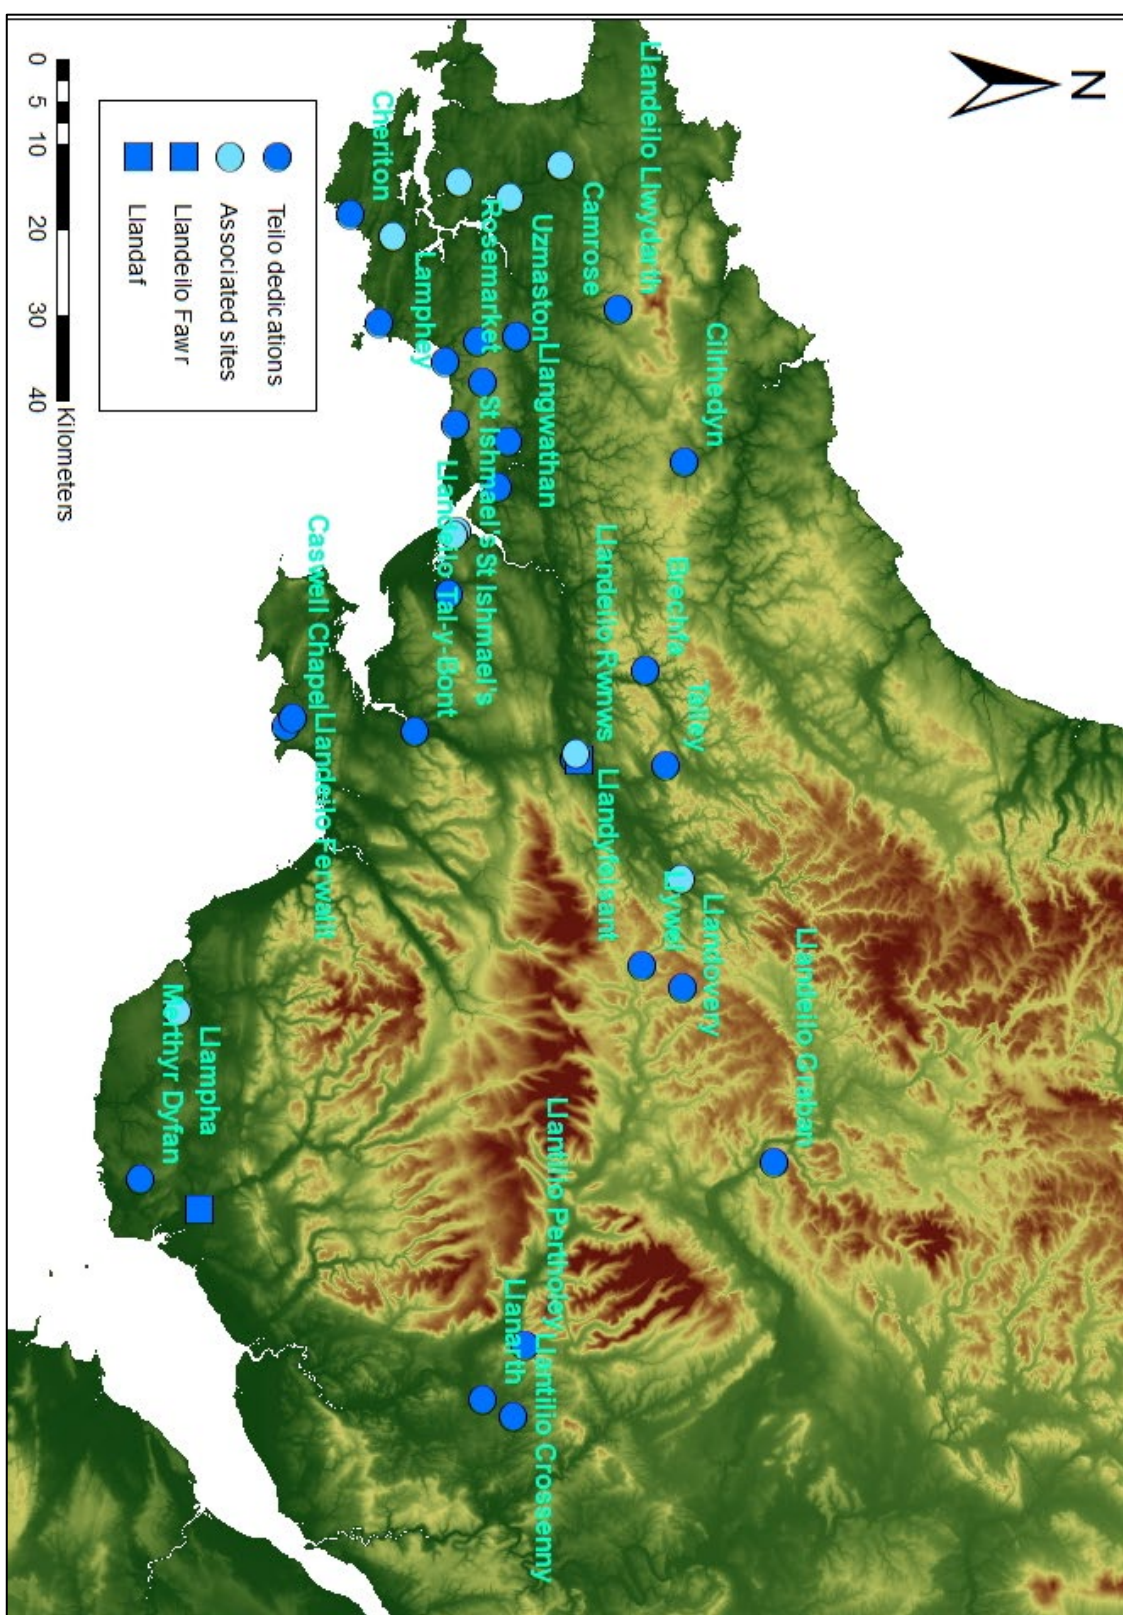 N
Llandeilo Llwydarth
Cilrhedyn
Camrose
Uzmaston
Llangwathan
Rosemarket
Lamphey
Cheriton
St Ishmael's
St Ishmael's
Llandeilo Tal-y-Bont
Brechfa
Talley
Llandeilo Rwnws
Llandyfeisant
Llywel
Llandovery
Llandeilo Graban
Caswell Chapel
Llandeilo Ferwallt
Llampha
Merthyr Dyfan
Llantilio Pertholey
Llanarth
Llantilio Crossenny
Teilo dedications
Associated sites
Llandeilo Fawr
Llandaf
0 5 10 20 30 40
Kilometers